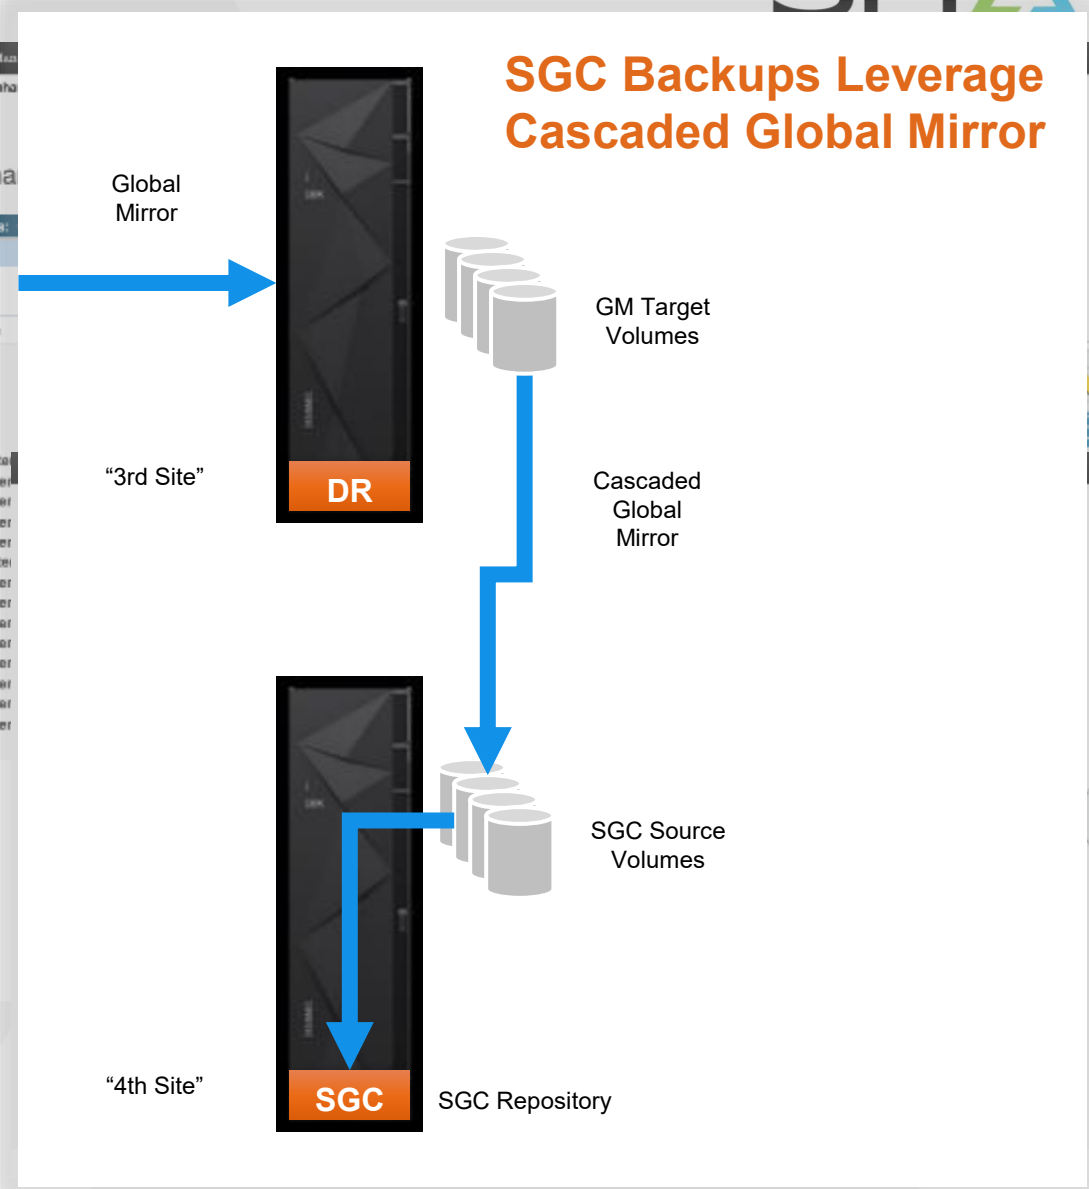 SGC Backups Leverage
Cascaded Global Mirror
Global
Mirror
GM Target
Volumes
"3rd Site"
DR
Cascaded
Global
Mirror
SGC Source
Volumes
"4th Site"
SGC
SGC Repository